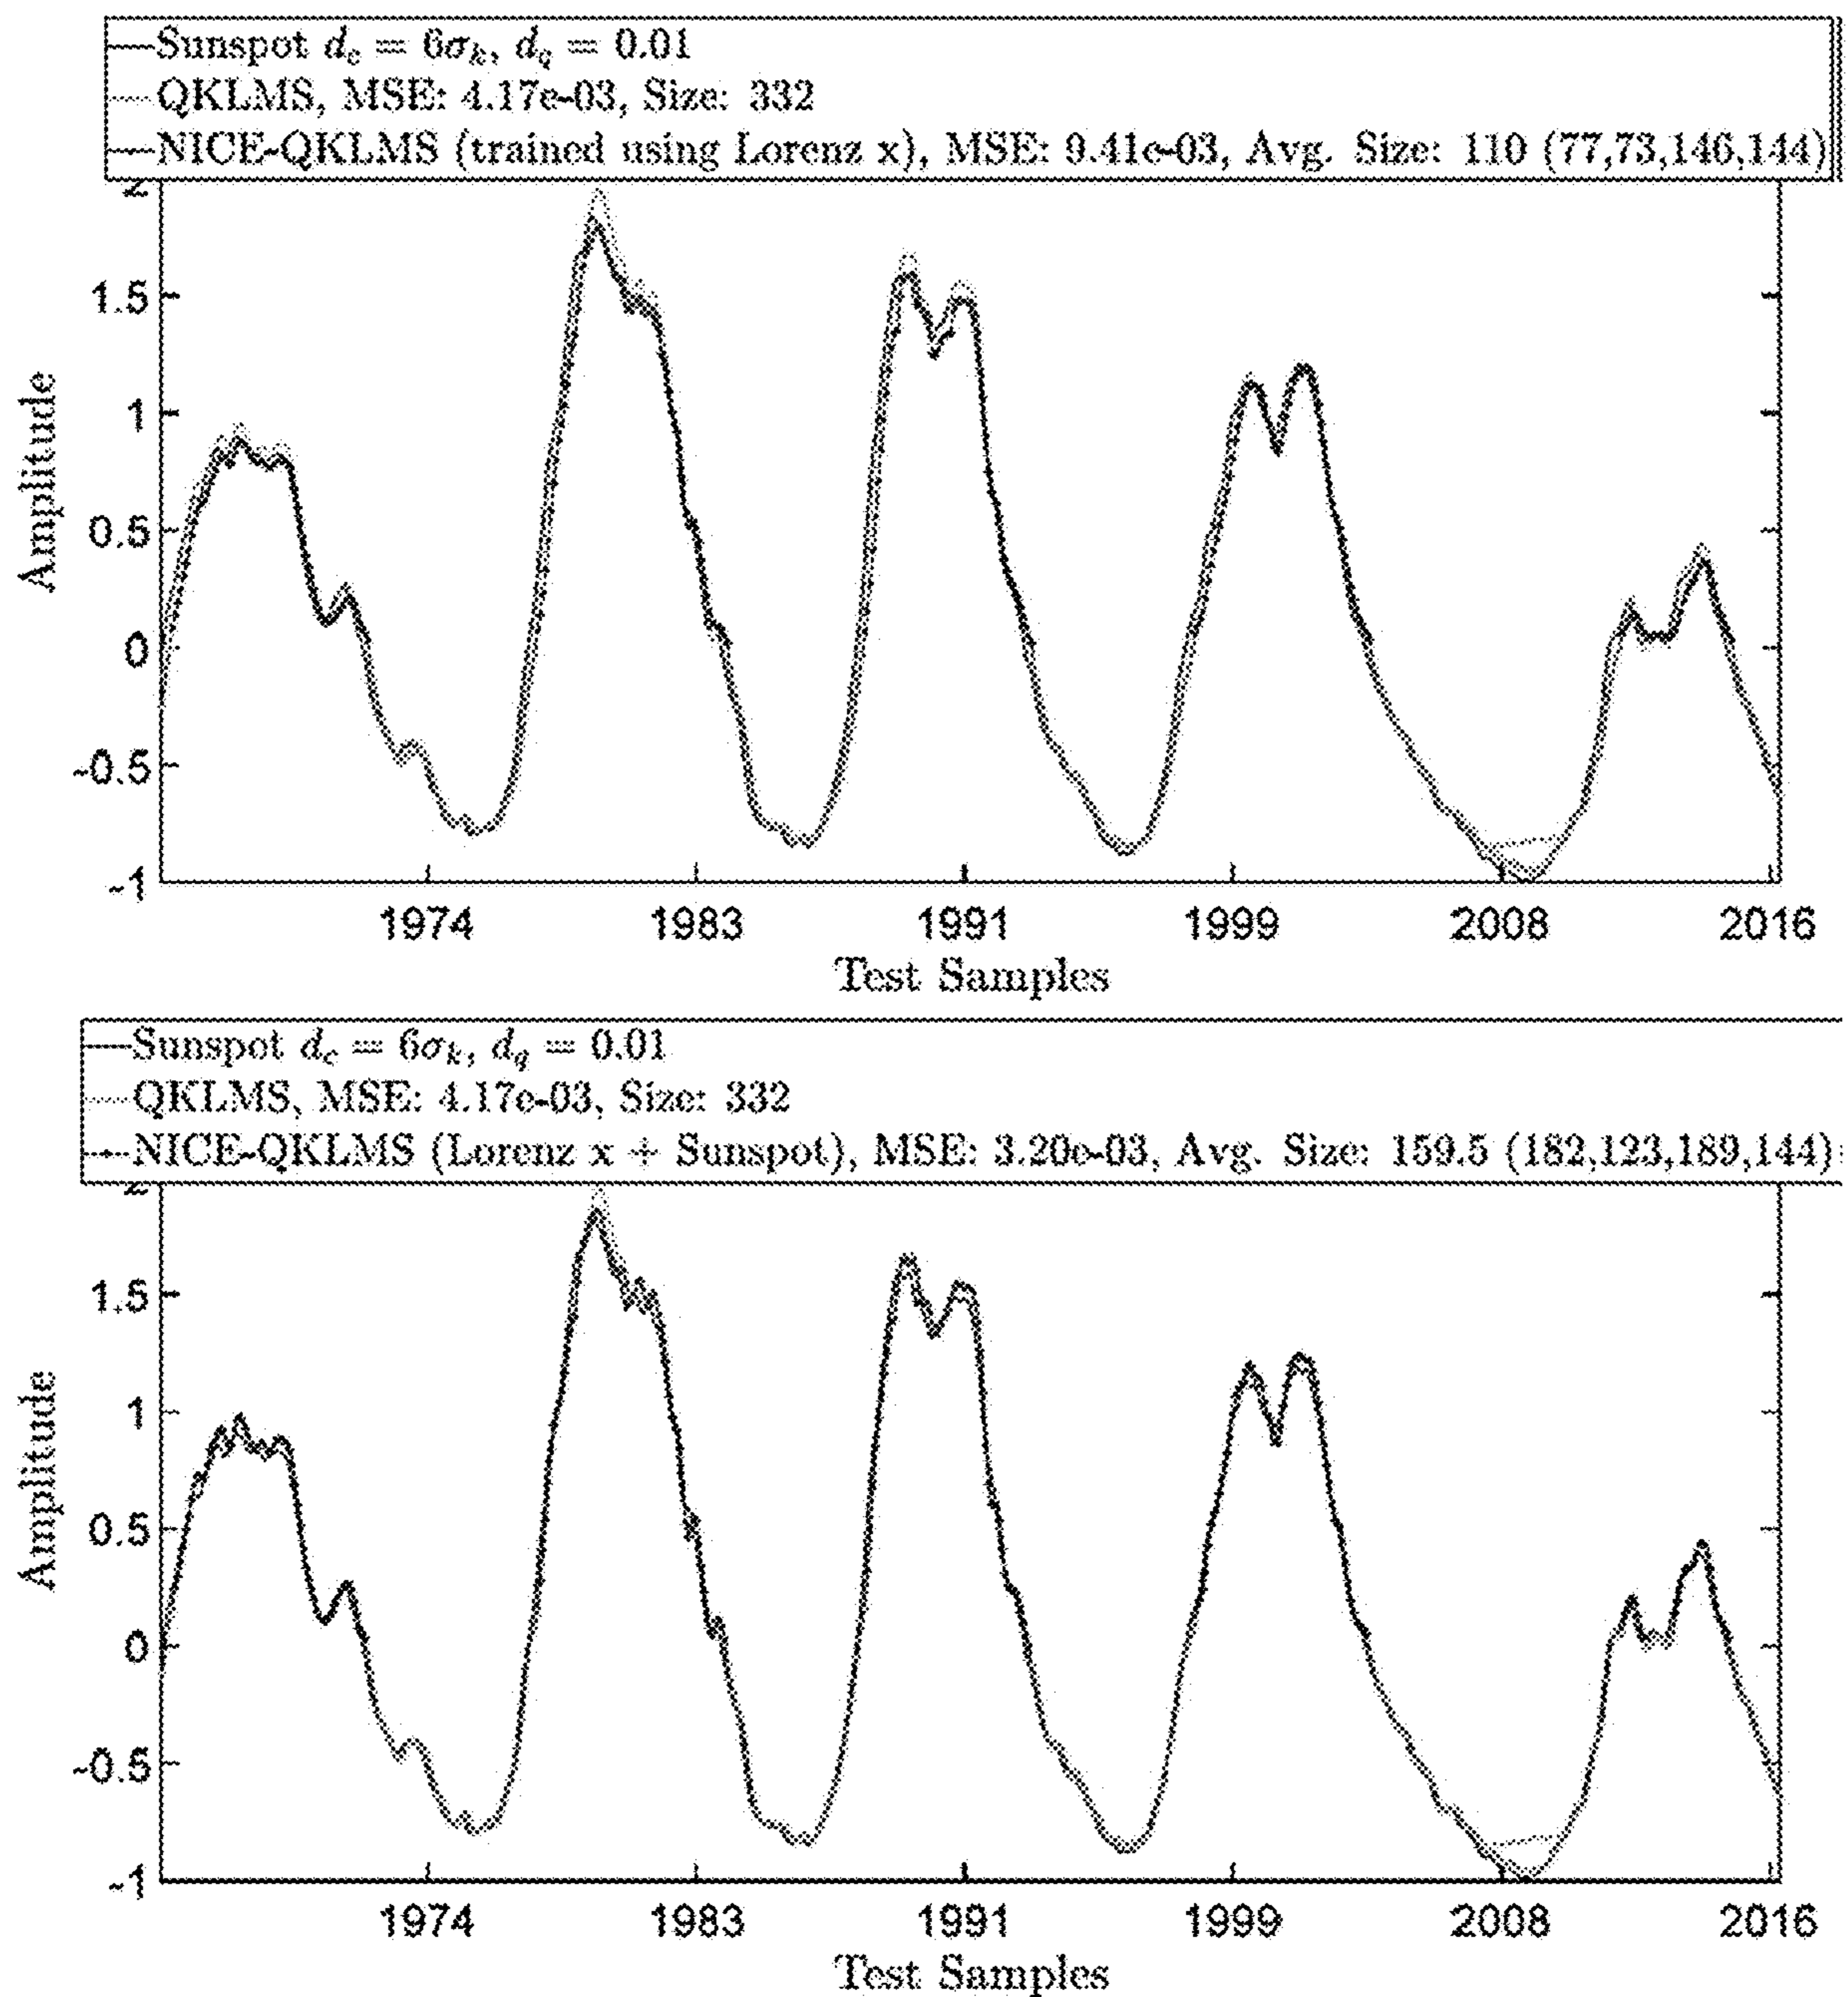 Sunspot d_c = 6σ_k, d_q = 0.01
QKLMS, MSE: 4.17e-03, Size: 332
NICE-QKLMS (trained using Lorenz x), MSE: 9.41e-03, Avg. Size: 110 (77,73,146,144)
2
1.5
1
0.5
0
-0.5
-1
Amplitude
1974 1983 1991 1999 2008 2016
Test Samples
Sunspot d_c = 6σ_k, d_q = 0.01
QKLMS, MSE: 4.17e-03, Size: 332
NICE-QKLMS (Lorenz x + Sunspot), MSE: 3.20e-03, Avg. Size: 159.5 (182,123,189,144)
2
1.5
1
0.5
0
-0.5
-1
Amplitude
1974 1983 1991 1999 2008 2016
Test Samples